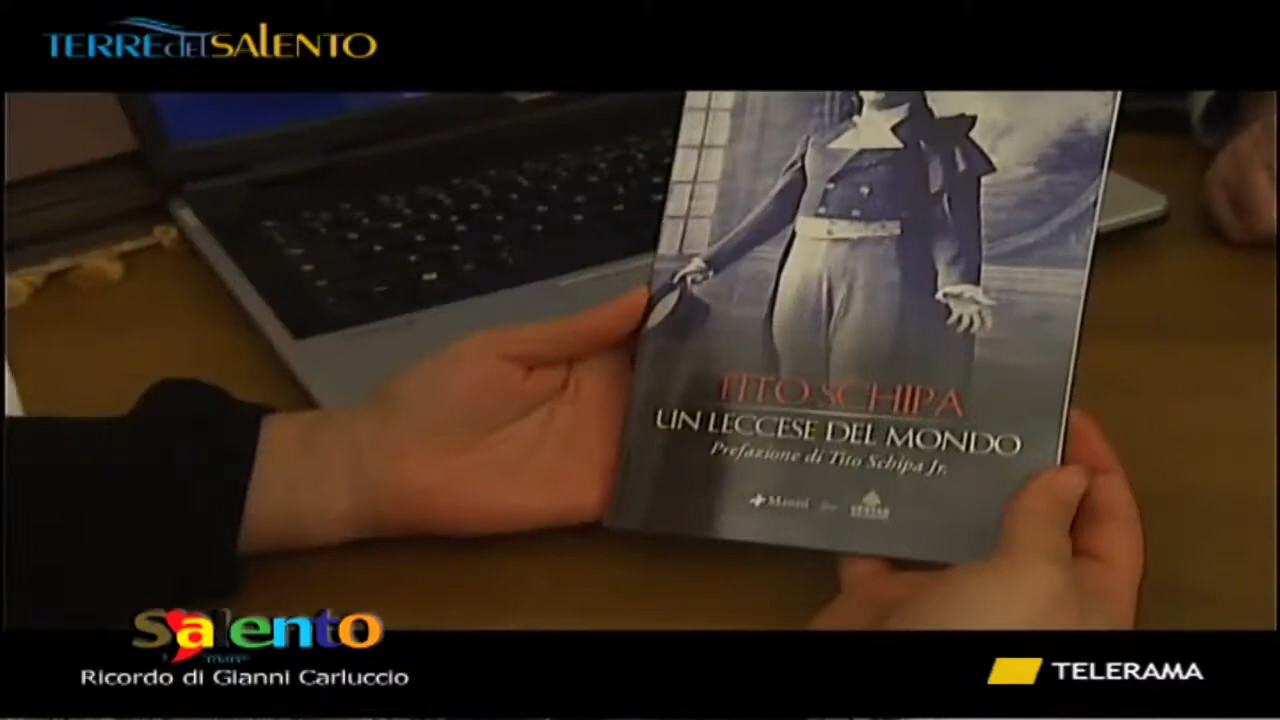 TERRE del SALENTO
TITO SCHIPA
UN LECCESE DEL MONDO
Prefazione di Tito Schipa Jr.
Manni
Salento
Ricordo di Gianni Carluccio
TELERAMA